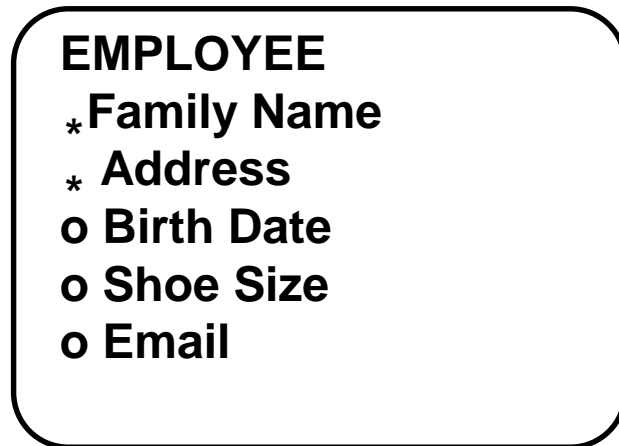 EMPLOYEE
*Family Name
* Address
o Birth Date
o Shoe Size
o Email